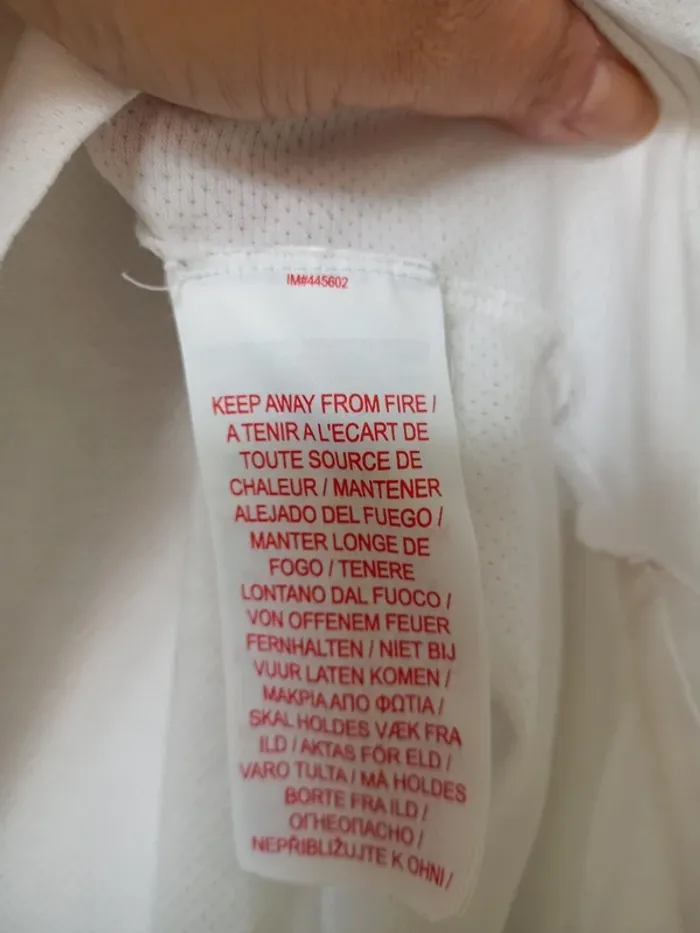 IM#445602
KEEP AWAY FROM FIRE /
A TENIR A L'ECART DE
TOUTE SOURCE DE
CHALEUR / MANTENER
ALEJADO DEL FUEGO /
MANTER LONGE DE
FOGO / TENERE
LONTANO DAL FUOCO /
VON OFFENEM FEUER
FERNHALTEN / NIET BIJ
VUUR LATEN KOMEN /
ΜΑΚΡΙΑ ΑΠΟ ΦΩΤΙΑ /
SKAL HOLDES VÆK FRA
ILD / AKTAS FÖR ELD /
VARO TULTA / MÅ HOLDES
BORTE FRA ILD /
ОГНЕОПАСНО /
NEPŘIBLIŽUJTE K OHNI /